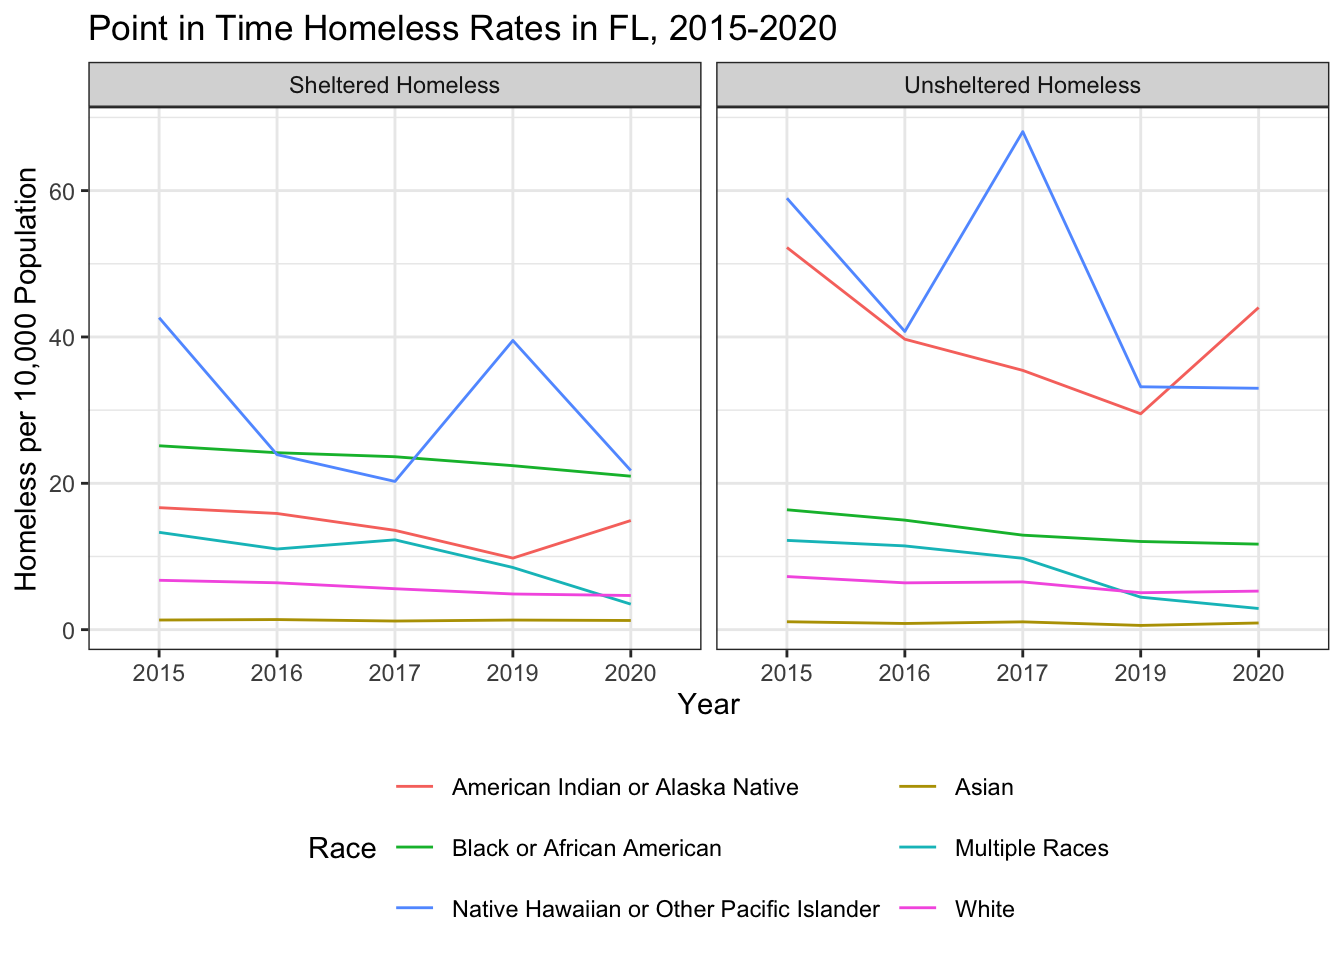 Point in Time Homeless Rates in FL, 2015-2020
Sheltered Homeless
Unsheltered Homeless
Homeless per 10,000 Population
60
40
20
0
2015 2016 2017 2019 2020
2015 2016 2017 2019 2020
Year
Race
American Indian or Alaska Native
Asian
Black or African American
Multiple Races
Native Hawaiian or Other Pacific Islander
White